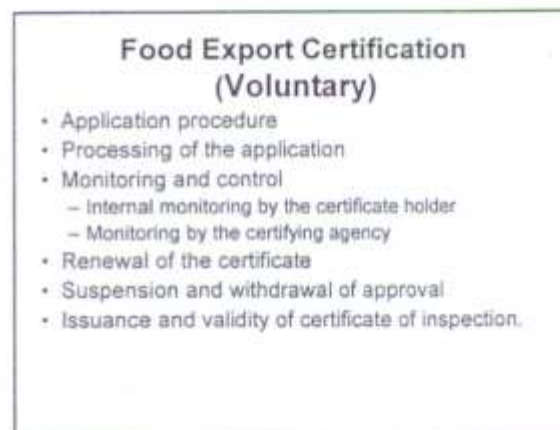 Food Export Certification
(Voluntary)
• Application procedure
• Processing of the application
• Monitoring and control
– Internal monitoring by the certificate holder
– Monitoring by the certifying agency
• Renewal of the certificate
• Suspension and withdrawal of approval
• Issuance and validity of certificate of inspection.